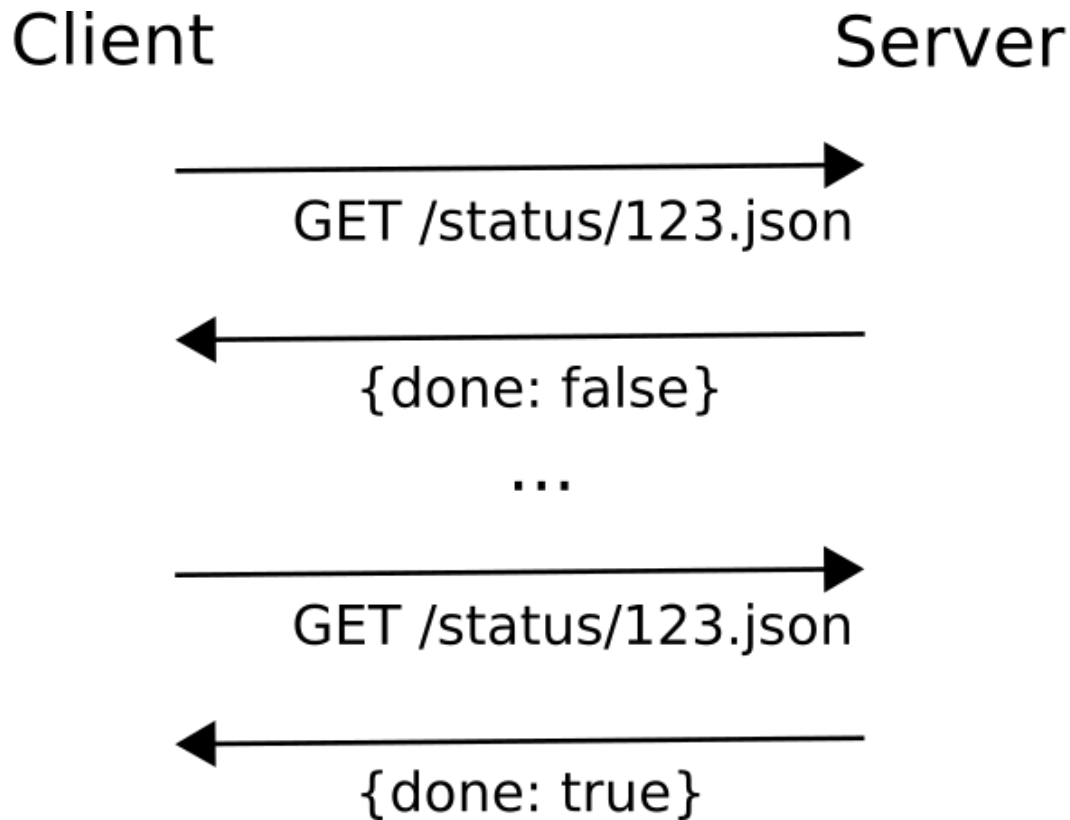 Client Server
GET /status/123.json
{done: false}
...
GET /status/123.json
{done: true}